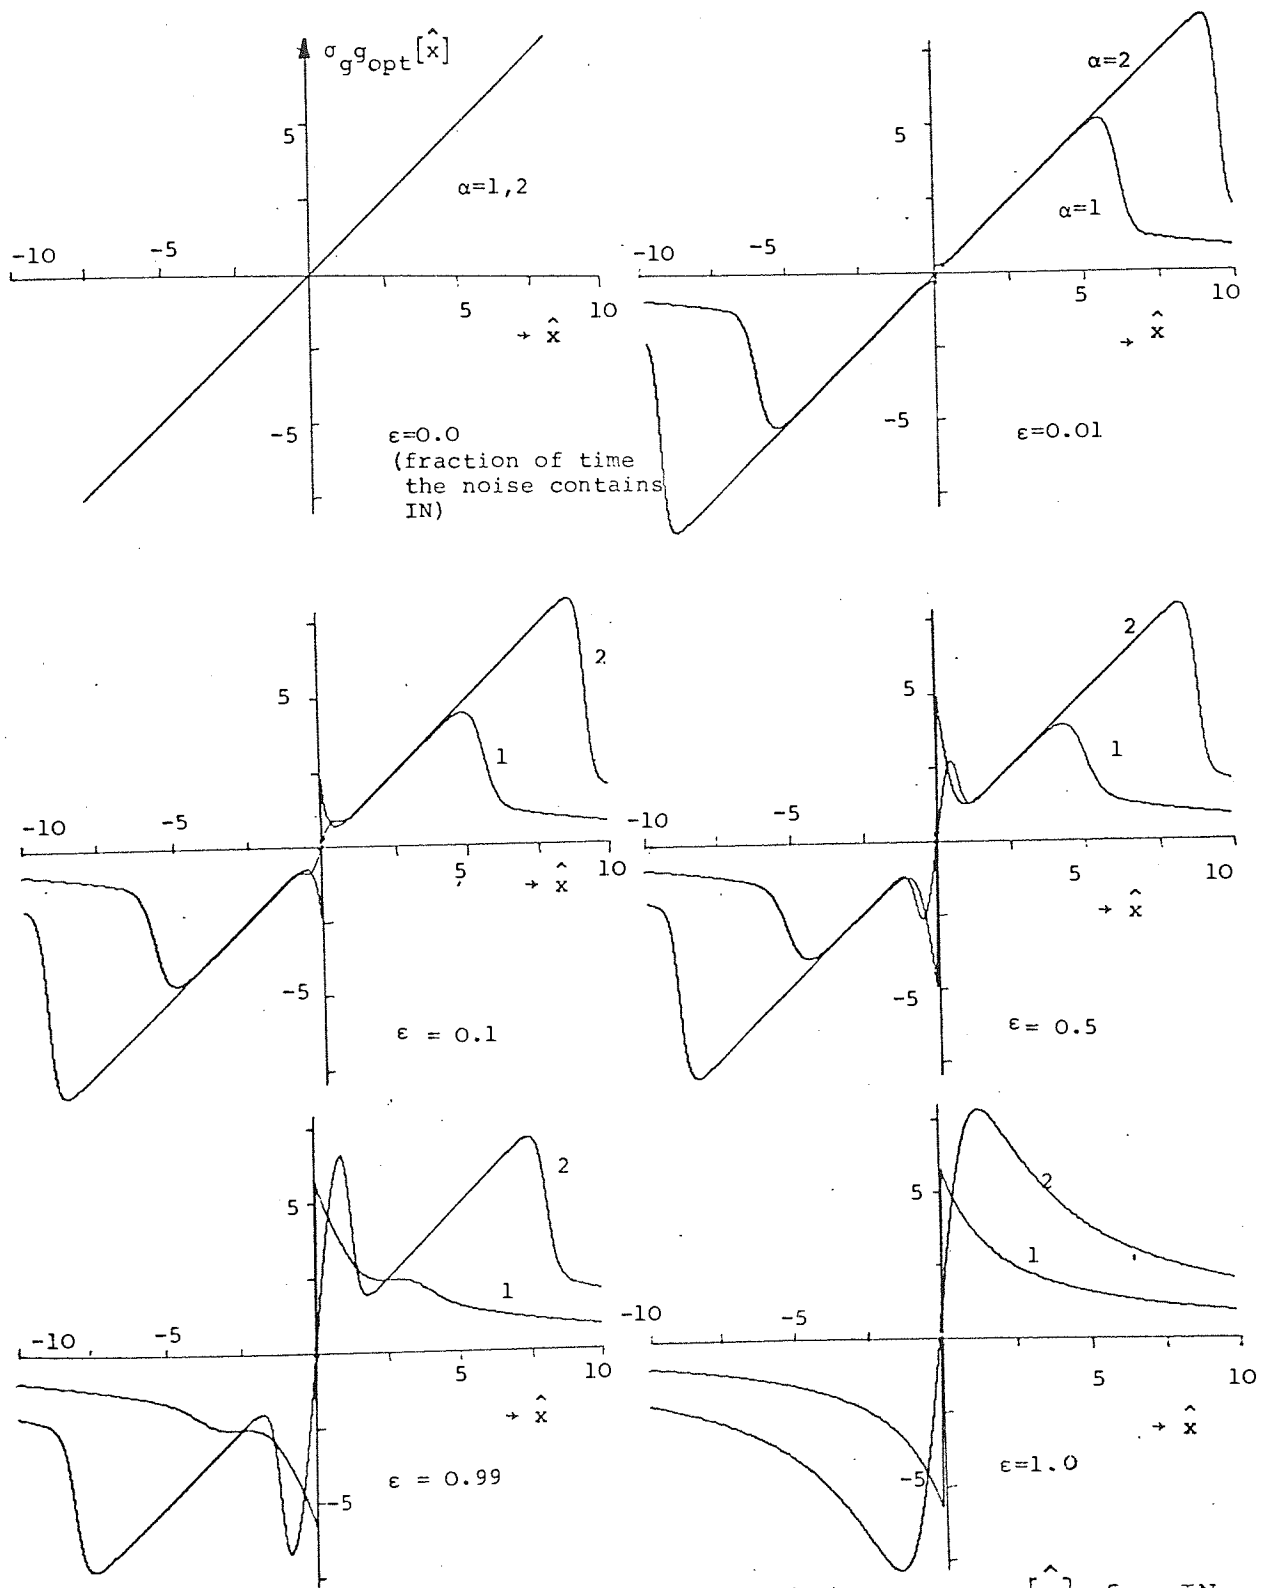 σ_g g_opt[x̂]
5
α=1,2
-10
-5
5
10
→ x̂
-5
ε=0.0
(fraction of time
the noise contains
IN)
α=2
5
α=1
-10
-5
5
10
→ x̂
-5
ε=0.01
2
5
1
-10
-5
5
→ x̂
10
-5
ε = 0.1
2
5
1
-10
-5
5
10
→ x̂
-5
ε= 0.5
2
5
1
-10
-5
5
10
→ x̂
-5
ε = 0.99
5
2
1
-10
-5
5
10
→ x̂
-5
ε=1.0